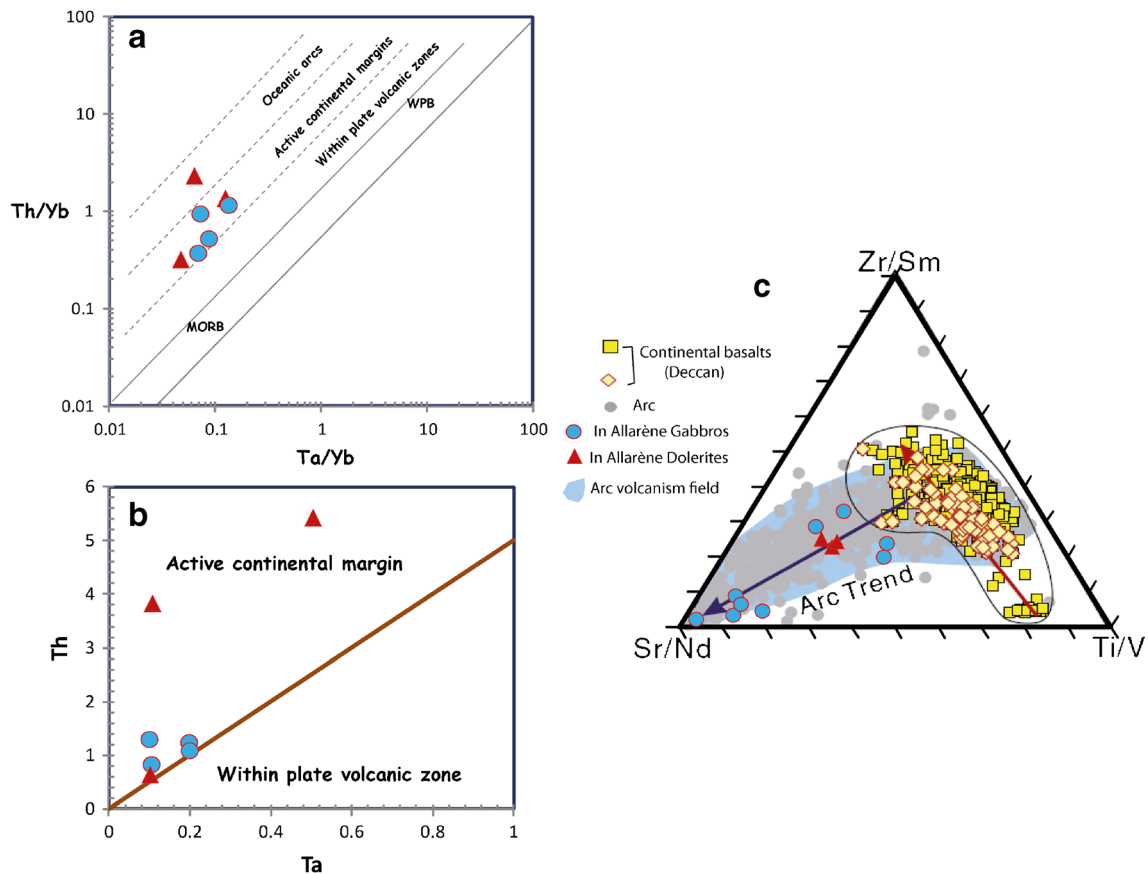 a
100
10
1
0.1
0.01
Th/Yb
Oceanic arcs
Active continental margins
Within plate volcanic zones
WPB
MORB
0.01
0.1
1
10
100
Ta/Yb
b
6
5
4
3
2
1
0
Th
Active continental margin
Within plate volcanic zone
0
0.2
0.4
0.6
0.8
1
Ta
c
Zr/Sm
Continental basalts
(Deccan)
Arc
In Allarène Gabbros
In Allarène Dolerites
Arc volcanism field
Arc Trend
Sr/Nd
Ti/V